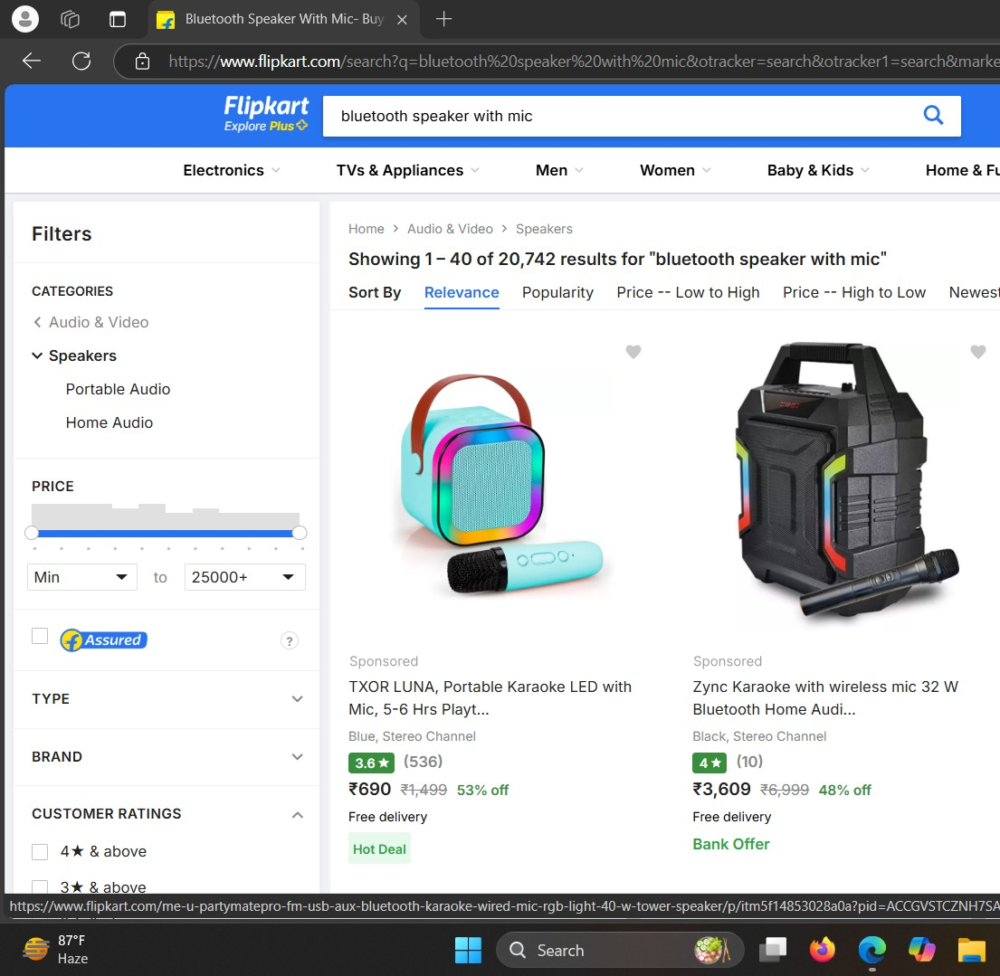 Bluetooth Speaker With Mic- Buy
https://www.flipkart.com/search?q=bluetooth%20speaker%20with%20mic&otracker=search&otracker1=search&marke
Flipkart
Explore Plus
bluetooth speaker with mic
Electronics
TVs & Appliances
Men
Women
Baby & Kids
Home & Fu
Filters
CATEGORIES
Audio & Video
Speakers
Portable Audio
Home Audio
PRICE
Min
to
25000+
Assured
?
TYPE
BRAND
CUSTOMER RATINGS
4★ & above
3★ & above
Home > Audio & Video > Speakers
Showing 1 – 40 of 20,742 results for "bluetooth speaker with mic"
Sort By
Relevance
Popularity
Price -- Low to High
Price -- High to Low
Newest
Sponsored
TXOR LUNA, Portable Karaoke LED with
Mic, 5-6 Hrs Playt...
Blue, Stereo Channel
3.6★ (536)
₹690 ₹1,499 53% off
Free delivery
Hot Deal
Sponsored
Zync Karaoke with wireless mic 32 W
Bluetooth Home Audi...
Black, Stereo Channel
4★ (10)
₹3,609 ₹6,999 48% off
Free delivery
Bank Offer
https://www.flipkart.com/me-u-partymatepro-fm-usb-aux-bluetooth-karaoke-wired-mic-rgb-light-40-w-tower-speaker/p/itm5f14853028a0a?pid=ACCGVSTCZNH7SA
87°F
Haze
Search